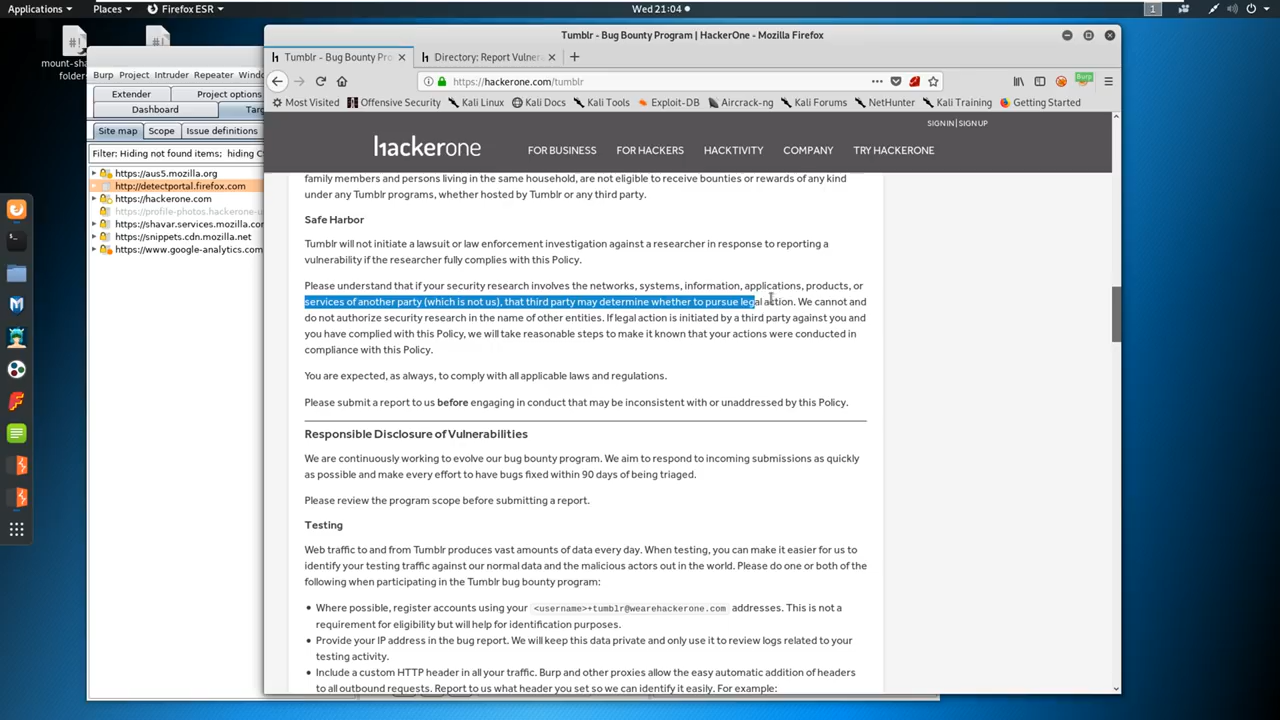 Applications ▾ Places ▾ Firefox ESR ▾ Wed 21:04 1
mount-sha
folders
Burp Project Intruder Repeater Windo
Extender Project options
Dashboard Targ
Site map Scope Issue definitions
Filter: Hiding not found items; hiding C
https://aus5.mozilla.org
http://detectportal.firefox.com
https://hackerone.com
https://profile-photos.hackerone-u
https://shavar.services.mozilla.co
https://snippets.cdn.mozilla.net
https://www.google-analytics.com
Tumblr - Bug Bounty Program | HackerOne - Mozilla Firefox
Tumblr - Bug Bounty Pro Directory: Report Vulner
https://hackerone.com/tumblr
Burp
Most Visited Offensive Security Kali Linux Kali Docs Kali Tools Exploit-DB Aircrack-ng Kali Forums NetHunter Kali Training Getting Started
SIGN IN | SIGN UP
hackerone FOR BUSINESS FOR HACKERS HACKTIVITY COMPANY TRY HACKERONE
family members and persons living in the same household, are not eligible to receive bounties or rewards of any kind
under any Tumblr programs, whether hosted by Tumblr or any third party.
Safe Harbor
Tumblr will not initiate a lawsuit or law enforcement investigation against a researcher in response to reporting a
vulnerability if the researcher fully complies with this Policy.
Please understand that if your security research involves the networks, systems, information, applications, products, or
services of another party (which is not us), that third party may determine whether to pursue legal action. We cannot and
do not authorize security research in the name of other entities. If legal action is initiated by a third party against you and
you have complied with this Policy, we will take reasonable steps to make it known that your actions were conducted in
compliance with this Policy.
You are expected, as always, to comply with all applicable laws and regulations.
Please submit a report to us before engaging in conduct that may be inconsistent with or unaddressed by this Policy.
Responsible Disclosure of Vulnerabilities
We are continuously working to evolve our bug bounty program. We aim to respond to incoming submissions as quickly
as possible and make every effort to have bugs fixed within 90 days of being triaged.
Please review the program scope before submitting a report.
Testing
Web traffic to and from Tumblr produces vast amounts of data every day. When testing, you can make it easier for us to
identify your testing traffic against our normal data and the malicious actors out in the world. Please do one or both of the
following when participating in the Tumblr bug bounty program:
• Where possible, register accounts using your <username>+tumblr@wearehackerone.com addresses. This is not a
requirement for eligibility but will help for identification purposes.
• Provide your IP address in the bug report. We will keep this data private and only use it to review logs related to your
testing activity.
• Include a custom HTTP header in all your traffic. Burp and other proxies allow the easy automatic addition of headers
to all outbound requests. Report to us what header you set so we can identify it easily. For example: